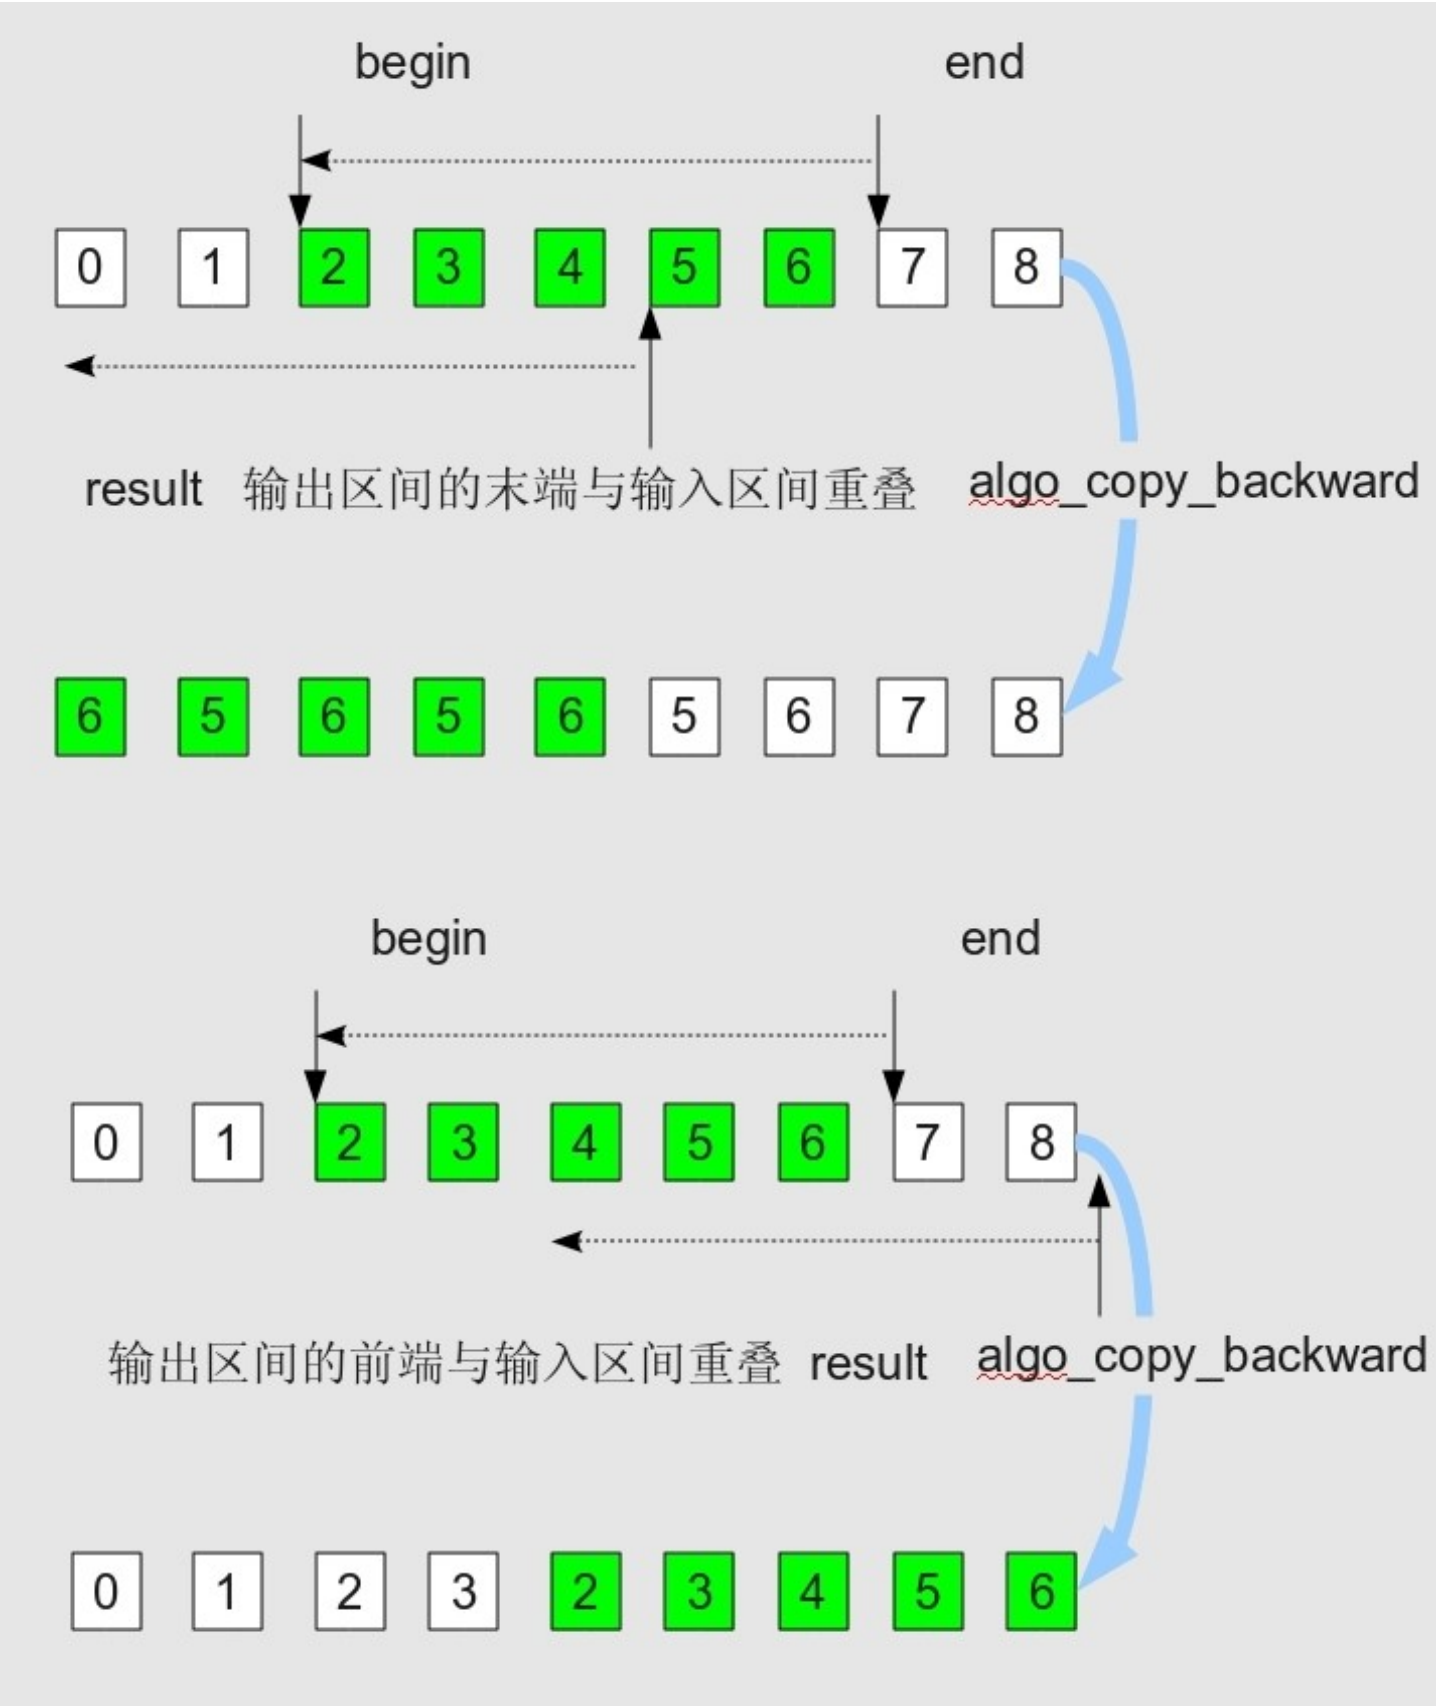 begin end
0 1 2 3 4 5 6 7 8
result 输出区间的末端与输入区间重叠 algo_copy_backward
6 5 6 5 6 5 6 7 8
begin end
0 1 2 3 4 5 6 7 8
输出区间的前端与输入区间重叠 result algo_copy_backward
0 1 2 3 2 3 4 5 6